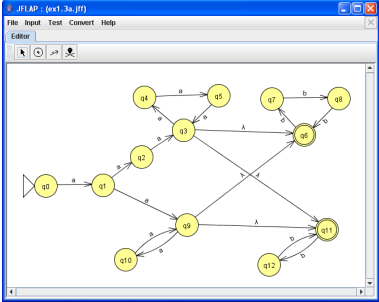 JFLAP : (ex1.3a.jff)
File Input Test Convert Help
Editor
q4 a q5 q7 b q8
a a b b
q3 λ q6
a
q2
a
q0 a q1 λ λ
a
q9 λ q11
a a b b
q10 q12